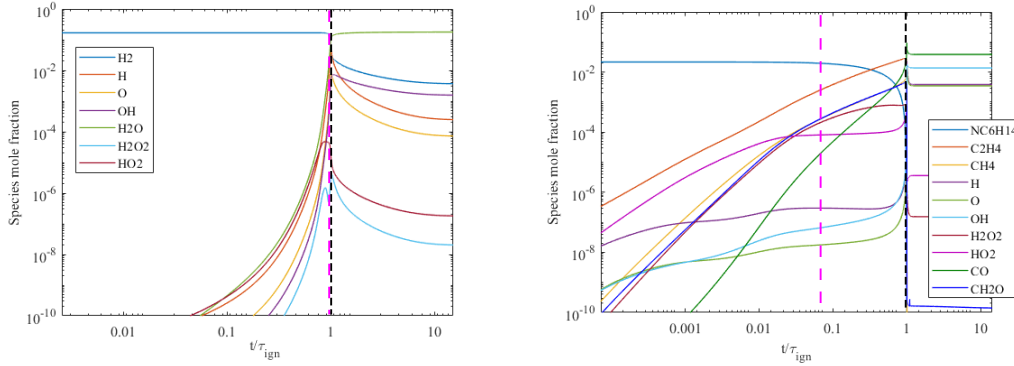 10^0
10^-2
10^-4
10^-6
10^-8
10^-10
Species mole fraction
H2
H
O
OH
H2O
H2O2
HO2
0.01
0.1
1
10
t/τ_ign
10^0
10^-2
10^-4
10^-6
10^-8
10^-10
Species mole fraction
NC6H14
C2H4
CH4
H
O
OH
H2O2
HO2
CO
CH2O
0.001
0.01
0.1
1
10
t/τ_ign